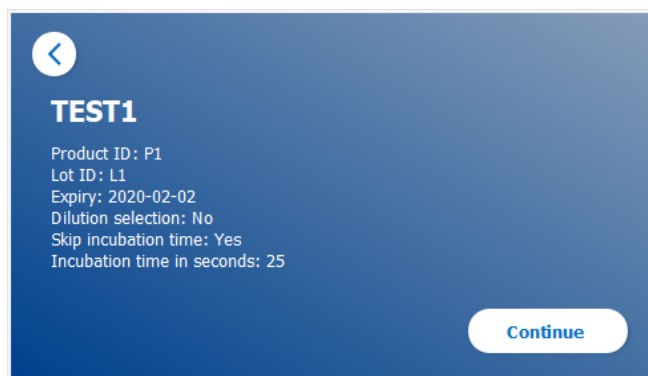 TEST1
Product ID: P1
Lot ID: L1
Expiry: 2020-02-02
Dilution selection: No
Skip incubation time: Yes
Incubation time in seconds: 25
Continue